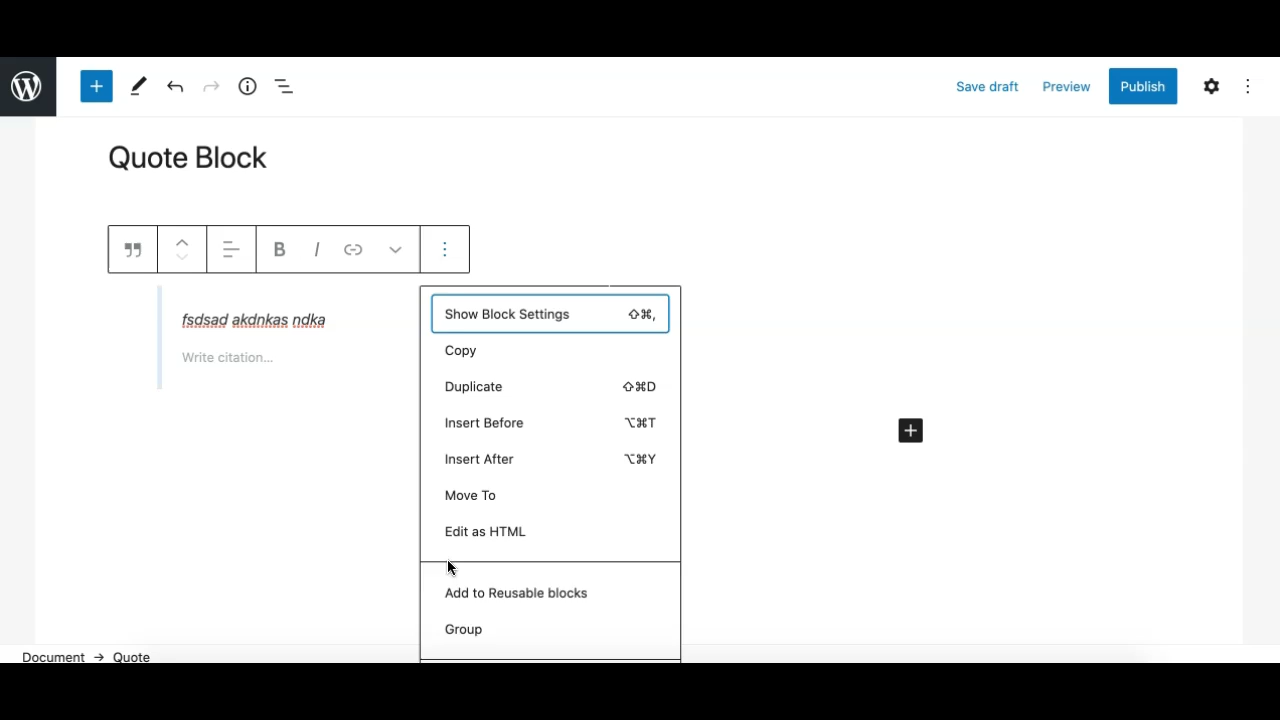 Save draft Preview Publish
Quote Block
B I
fsdsad akdnkas ndka
Write citation...
Show Block Settings ⇧⌘,
Copy
Duplicate ⇧⌘D
Insert Before ⌥⌘T
Insert After ⌥⌘Y
Move To
Edit as HTML
Add to Reusable blocks
Group
Document → Quote